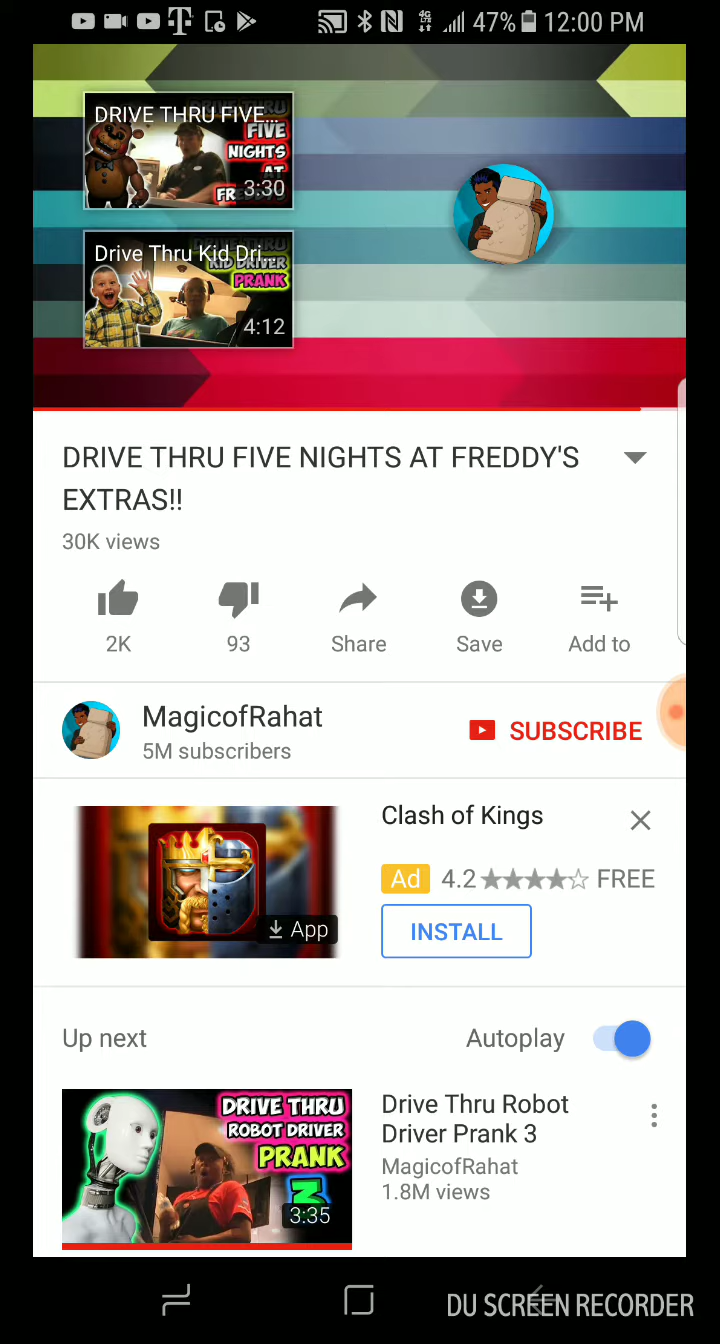 4G LTE 47% 12:00 PM
DRIVE THRU FIVE...
FIVE
NIGHTS
AT
FR
3:30
Drive Thru Kid Dri...
KID DRIVER
PRANK
4:12
DRIVE THRU FIVE NIGHTS AT FREDDY'S
EXTRAS!!
30K views
2K 93 Share Save Add to
MagicofRahat
5M subscribers
SUBSCRIBE
Clash of Kings
Ad 4.2 FREE
App
INSTALL
Up next Autoplay
DRIVE THRU
ROBOT DRIVER
PRANK
3
3:35
Drive Thru Robot
Driver Prank 3
MagicofRahat
1.8M views
DU SCREEN RECORDER